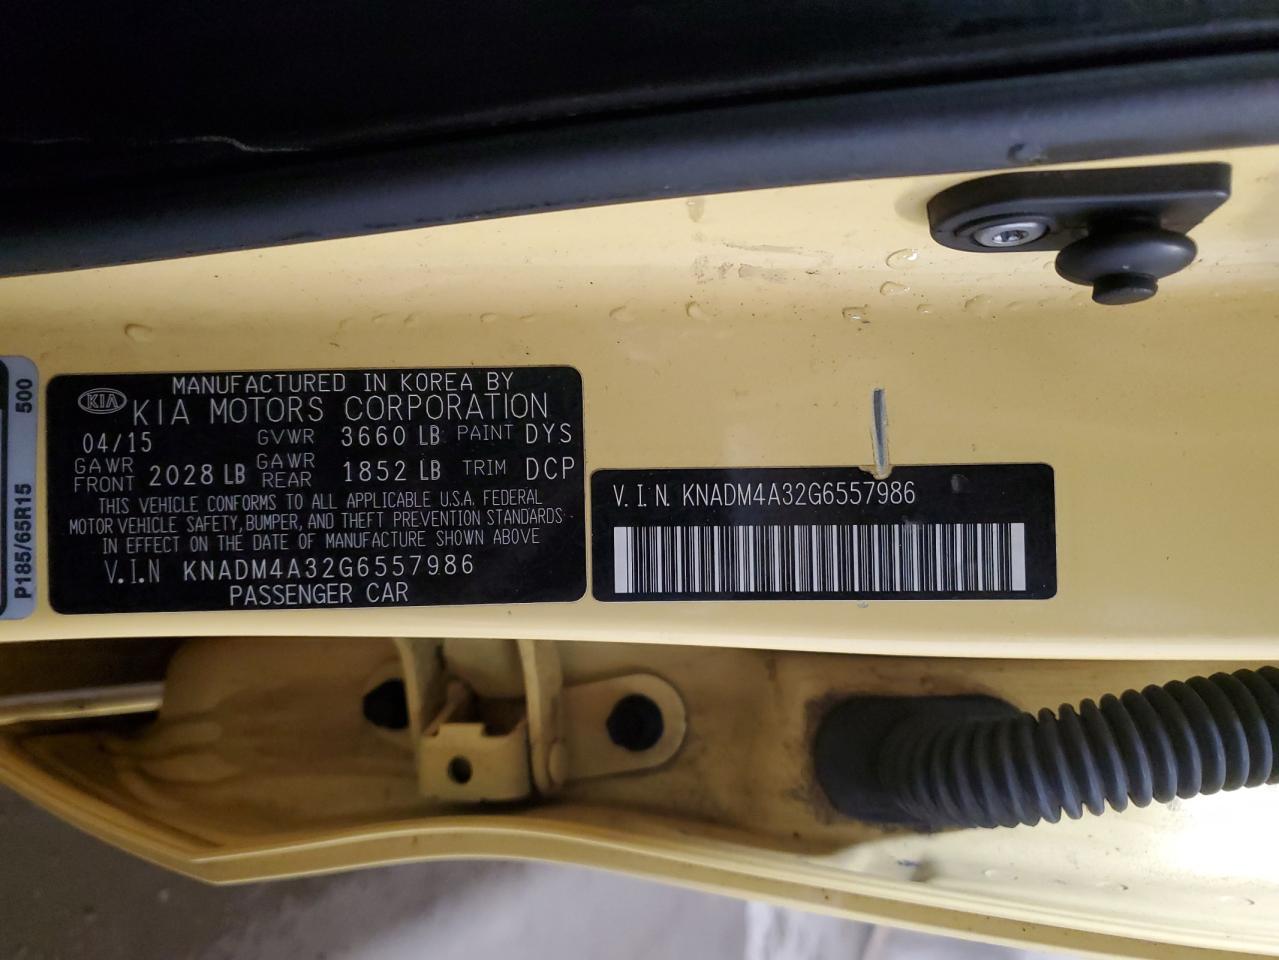 500
P185/65R15
KIA
MANUFACTURED IN KOREA BY
KIA MOTORS CORPORATION
04/15 GVWR 3660 LB PAINT DYS
GAWR FRONT 2028 LB GAWR REAR 1852 LB TRIM DCP
THIS VEHICLE CONFORMS TO ALL APPLICABLE U.S.A. FEDERAL
MOTOR VEHICLE SAFETY, BUMPER, AND THEFT PREVENTION STANDARDS
IN EFFECT ON THE DATE OF MANUFACTURE SHOWN ABOVE
V.I.N KNADM4A32G6557986
PASSENGER CAR
V.I.N. KNADM4A32G6557986